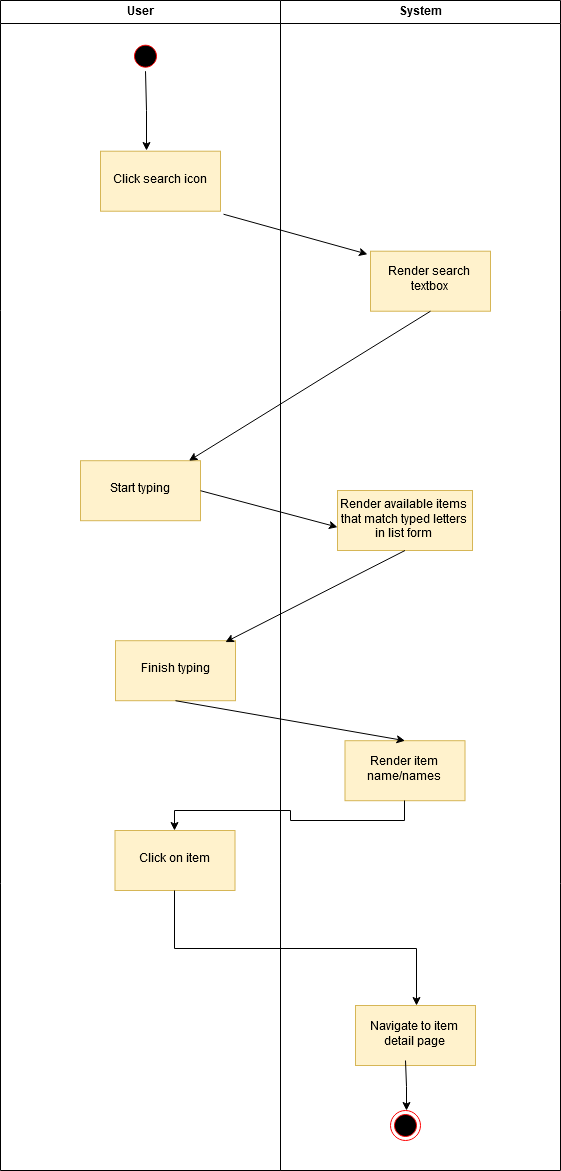 User
System
Click search icon
Render search
textbox
Start typing
Render available items
that match typed letters
in list form
Finish typing
Render item
name/names
Click on item
Navigate to item
detail page